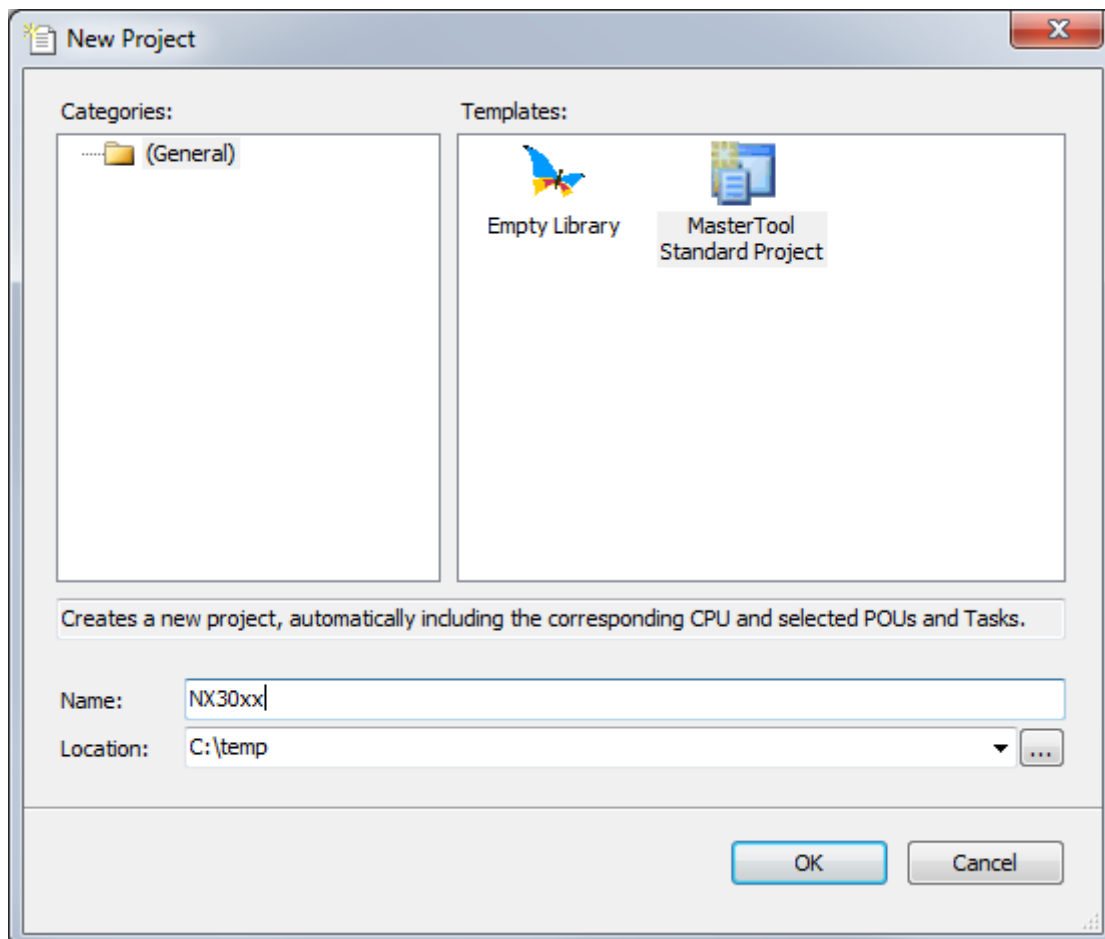 New Project
Categories:
Templates:
(General)
Empty Library
MasterTool
Standard Project
Creates a new project, automatically including the corresponding CPU and selected POUs and Tasks.
Name:
NX30xx
Location:
C:\temp
...
OK
Cancel